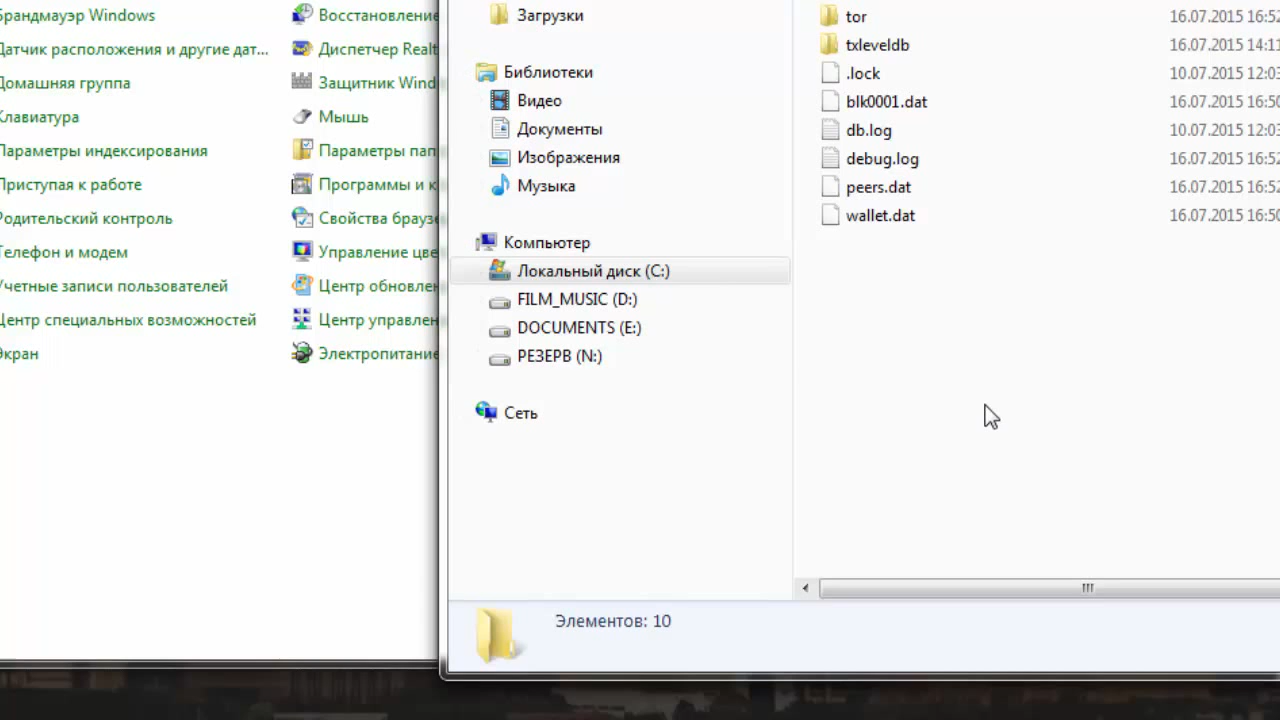 Брандмауэр Windows
Восстановление
Датчик расположения и другие дат...
Диспетчер Realt
Домашняя группа
Защитник Wind
Клавиатура
Мышь
Параметры индексирования
Параметры пап
Приступая к работе
Программы и к
Родительский контроль
Свойства брауз
Телефон и модем
Управление цве
Учетные записи пользователей
Центр обновлен
Центр специальных возможностей
Центр управлен
Экран
Электропитание
Загрузки
Библиотеки
Видео
Документы
Изображения
Музыка
Компьютер
Локальный диск (C:)
FILM_MUSIC (D:)
DOCUMENTS (E:)
РЕЗЕРВ (N:)
Сеть
tor 16.07.2015 16:52
txleveldb 16.07.2015 14:11
.lock 10.07.2015 12:03
blk0001.dat 16.07.2015 16:50
db.log 10.07.2015 12:03
debug.log 16.07.2015 16:52
peers.dat 16.07.2015 16:52
wallet.dat 16.07.2015 16:50
Элементов: 10